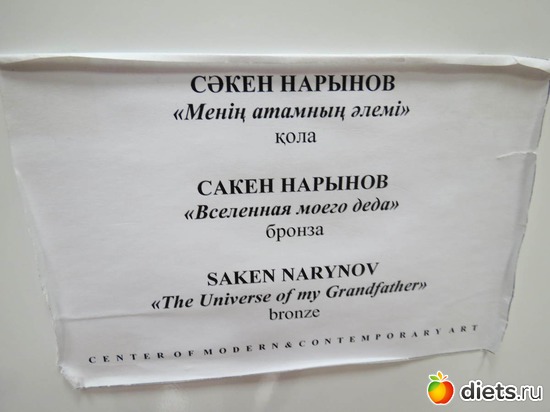 СӘКЕН НАРЫНОВ
«Менің атамның әлемі»
қола
САКЕН НАРЫНОВ
«Вселенная моего деда»
бронза
SAKEN NARYNOV
«The Universe of my Grandfather»
bronze
CENTER OF MODERN & CONTEMPORARY ART
diets.ru